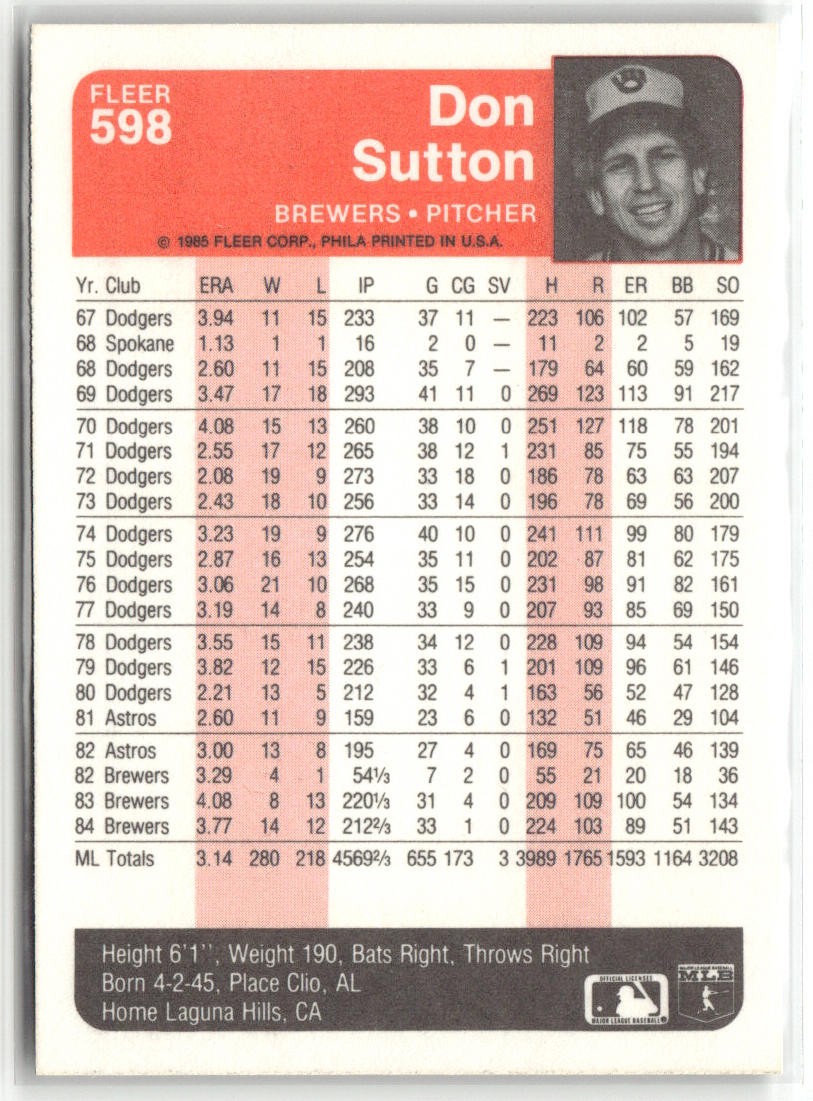 FLEER
598
Don
Sutton
BREWERS • PITCHER
© 1985 FLEER CORP., PHILA PRINTED IN U.S.A.
Yr. Club ERA W L IP G CG SV H R ER BB SO
67 Dodgers 3.94 11 15 233 37 11 — 223 106 102 57 169
68 Spokane 1.13 1 1 16 2 0 — 11 2 2 5 19
68 Dodgers 2.60 11 15 208 35 7 — 179 64 60 59 162
69 Dodgers 3.47 17 18 293 41 11 0 269 123 113 91 217
70 Dodgers 4.08 15 13 260 38 10 0 251 127 118 78 201
71 Dodgers 2.55 17 12 265 38 12 1 231 85 75 55 194
72 Dodgers 2.08 19 9 273 33 18 0 186 78 63 63 207
73 Dodgers 2.43 18 10 256 33 14 0 196 78 69 56 200
74 Dodgers 3.23 19 9 276 40 10 0 241 111 99 80 179
75 Dodgers 2.87 16 13 254 35 11 0 202 87 81 62 175
76 Dodgers 3.06 21 10 268 35 15 0 231 98 91 82 161
77 Dodgers 3.19 14 8 240 33 9 0 207 93 85 69 150
78 Dodgers 3.55 15 11 238 34 12 0 228 109 94 54 154
79 Dodgers 3.82 12 15 226 33 6 1 201 109 96 61 146
80 Dodgers 2.21 13 5 212 32 4 1 163 56 52 47 128
81 Astros 2.60 11 9 159 23 6 0 132 51 46 29 104
82 Astros 3.00 13 8 195 27 4 0 169 75 65 46 139
82 Brewers 3.29 4 1 54⅓ 7 2 0 55 21 20 18 36
83 Brewers 4.08 8 13 220⅓ 31 4 0 209 109 100 54 134
84 Brewers 3.77 14 12 212⅔ 33 1 0 224 103 89 51 143
ML Totals 3.14 280 218 4569⅔ 655 173 3 3989 1765 1593 1164 3208
Height 6'1'', Weight 190, Bats Right, Throws Right
Born 4-2-45, Place Clio, AL
Home Laguna Hills, CA
OFFICIAL LICENSEE
MAJOR LEAGUE BASEBALL®
MAJOR LEAGUE BASEBALL
MLB